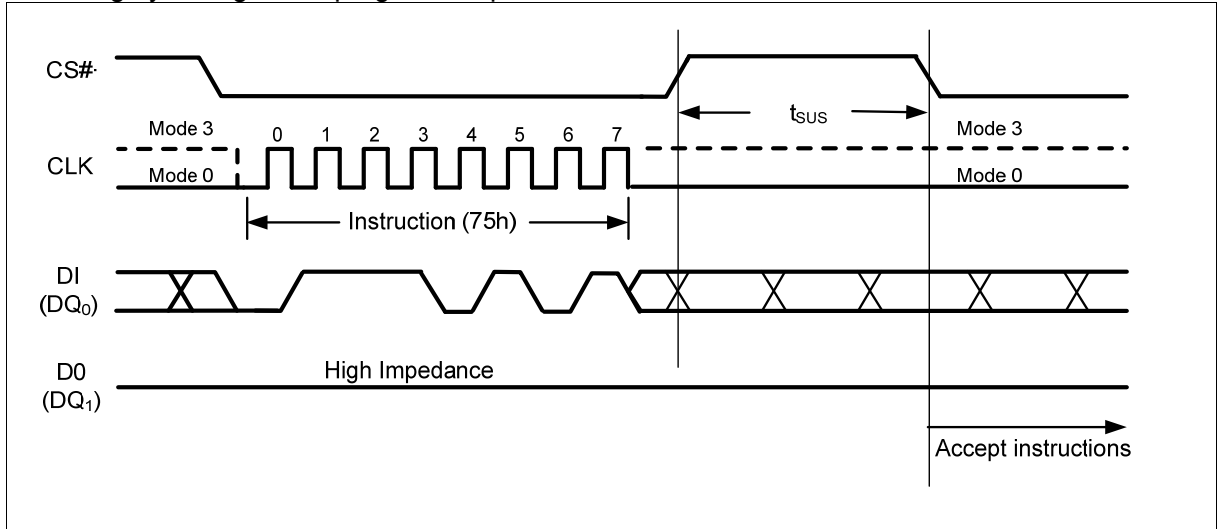 CS#
tSUS
Mode 3
Mode 3
0 1 2 3 4 5 6 7
CLK
Mode 0
Mode 0
Instruction (75h)
DI
(DQ0)
High Impedance
D0
(DQ1)
Accept instructions